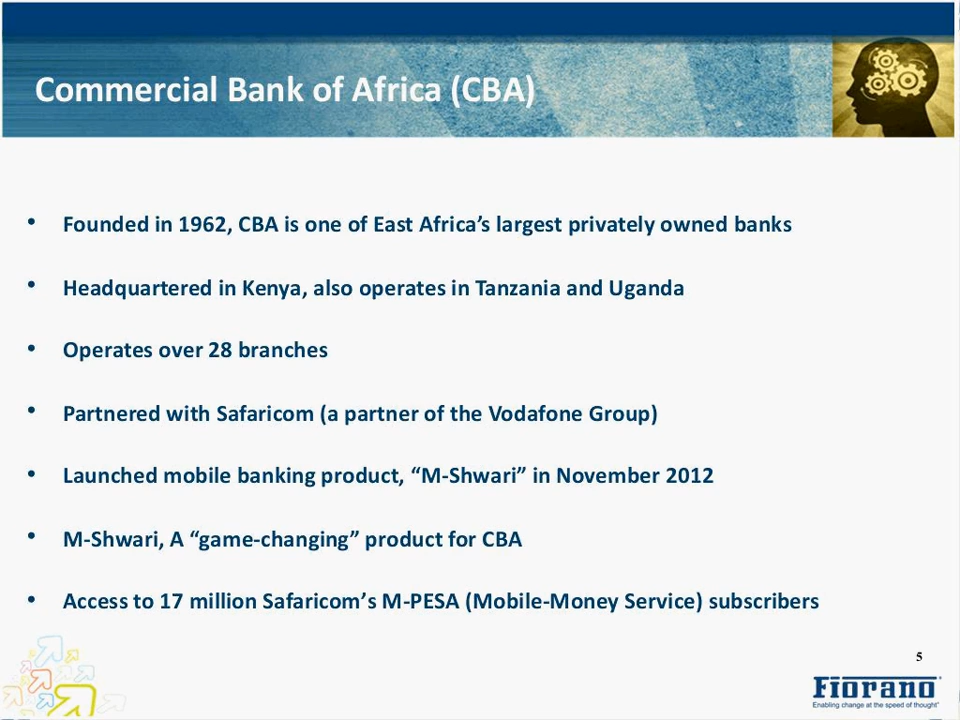 Commercial Bank of Africa (CBA)
• Founded in 1962, CBA is one of East Africa’s largest privately owned banks
• Headquartered in Kenya, also operates in Tanzania and Uganda
• Operates over 28 branches
• Partnered with Safaricom (a partner of the Vodafone Group)
• Launched mobile banking product, “M-Shwari” in November 2012
• M-Shwari, A “game-changing” product for CBA
• Access to 17 million Safaricom’s M-PESA (Mobile-Money Service) subscribers
5
Fiorano
Enabling change at the speed of thought